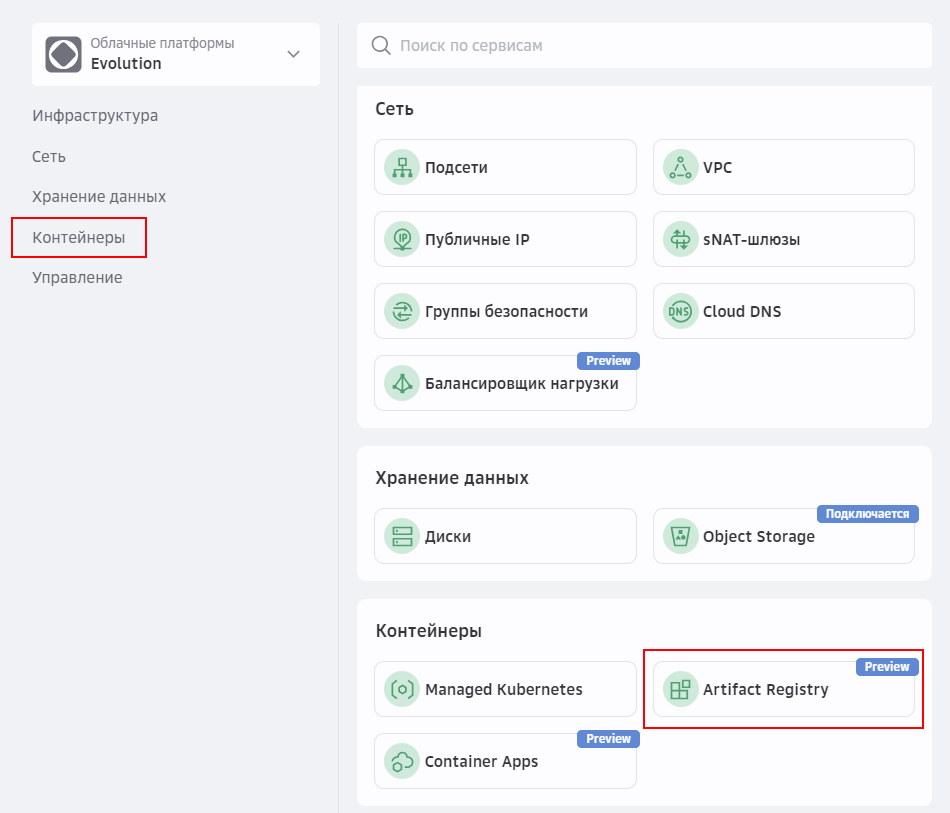 Облачные платформы
Evolution
Инфраструктура
Сеть
Хранение данных
Контейнеры
Управление
Поиск по сервисам
Сеть
Подсети
VPC
IP
Публичные IP
sNAT-шлюзы
Группы безопасности
DNS
Cloud DNS
Preview
Балансировщик нагрузки
Хранение данных
Диски
Подключается
Object Storage
Контейнеры
Managed Kubernetes
Preview
Artifact Registry
Preview
Container Apps